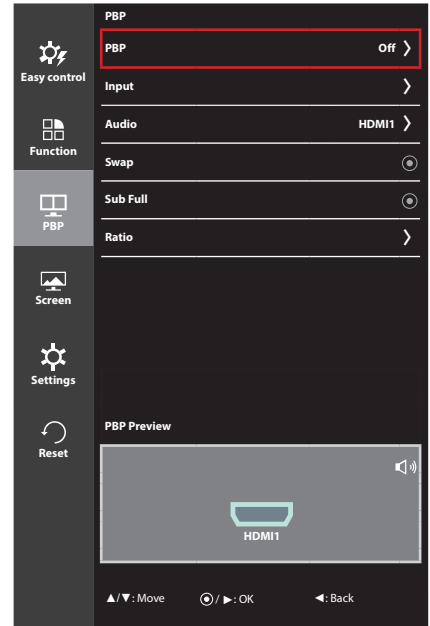 Easy control
Function
PBP
Screen
Settings
Reset
PBP
PBP Off
Input
Audio HDMI1
Swap
Sub Full
Ratio
PBP Preview
HDMI1
▲/▼: Move ◉/ ►: OK ◄: Back